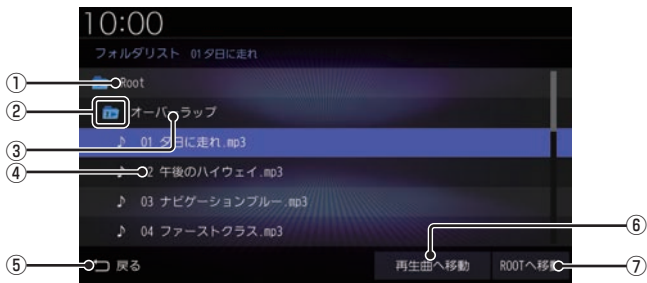 10:00
フォルダリスト 01夕日に走れ
① Root
② オーバーラップ
③ 01 夕日に走れ.mp3
④ 02 午後のハイウェイ.mp3
03 ナビゲーションブルー.mp3
04 ファーストクラス.mp3
⑥
⑤ 戻る 再生曲へ移動 ROOTへ移動 ⑦